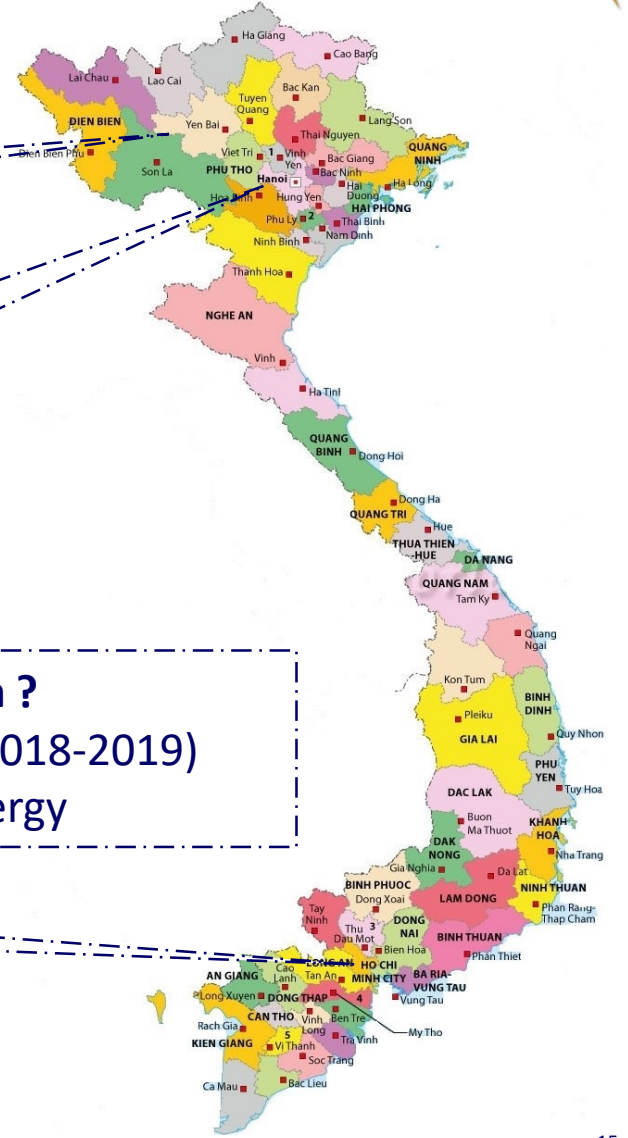 Ha Giang
Cao Bang
Lai Chau
Lao Cai
Bac Kan
Tuyen
Quang
DIEN BIEN
Yen Bai
Lang Son
Thai Nguyen
QUANG
NINH
Dien Bien Phu
Son La
Viet Tri
1
Vinh
Yen
Bac Giang
PHU THO
Bac Ninh
Hanoi
Hai
Duong
Ha Long
Hoa Binh
Hung Yen
HAI PHONG
Phu Ly
2
Thai Binh
Nam Dinh
Ninh Binh
Thanh Hoa
NGHE AN
Vinh
Ha Tinh
QUANG
BINH
Dong Hoi
Dong Ha
QUANG TRI
Hue
THUA THIEN
-HUE
DA NANG
QUANG NAM
Tam Ky
Quang
Ngai
Kon Tum
BINH
DINH
Pleiku
GIA LAI
Quy Nhon
?
018-2019)
PHU
YEN
Tuy Hoa
DAC LAK
Buon
Ma Thuot
KHANH
HOA
DAK
NONG
Nha Trang
Gia Nghia
Da Lat
BINH PHUOC
NINH THUAN
Dong Xoai
LAM DONG
Tay
Ninh
Phan Rang-
Thap Cham
Thu
Dau Mot
3
DONG
NAI
BINH THUAN
Bien Hoa
Phan Thiet
LONG AN
HO CHI
MINH CITY
AN GIANG
Cao
Lanh
Tan An
BA RIA-
VUNG TAU
Long Xuyen
DONG THAP
4
Vung Tau
CAN THO
Vinh
Long
Ben Tre
Rach Gia
My Tho
KIEN GIANG
5
Vi Thanh
Tra Vinh
Soc Trang
Ca Mau
Bac Lieu
15